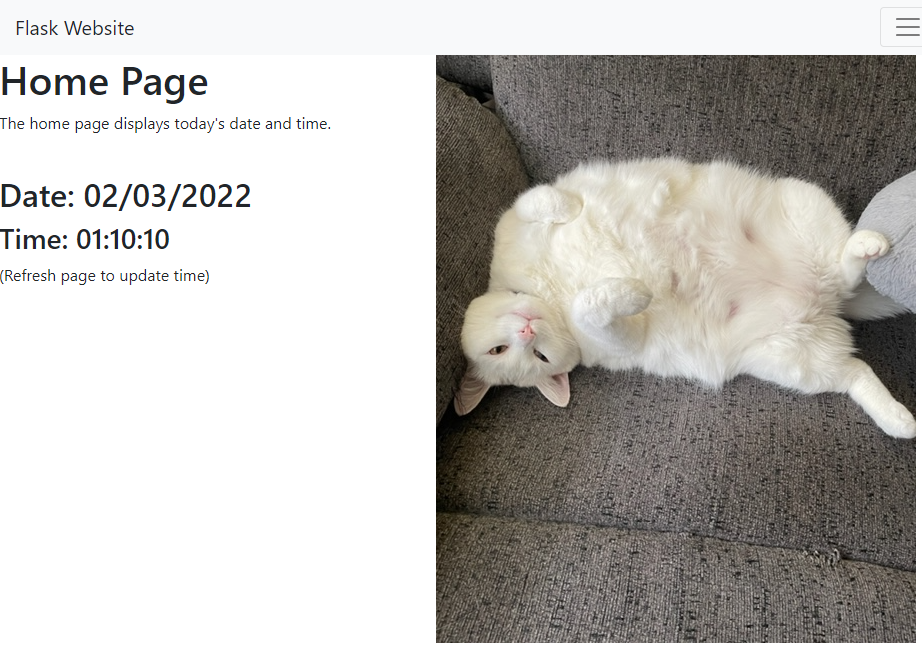 Flask Website
Home Page
The home page displays today's date and time.
Date: 02/03/2022
Time: 01:10:10
(Refresh page to update time)